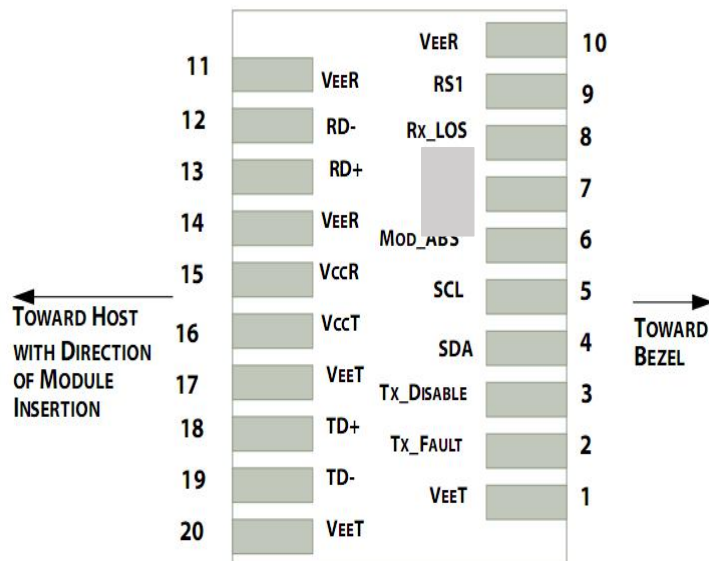 VEER 10
11 VEER
RS1 9
12 RD-
RX_LOS 8
13 RD+
7
14 VEER
MOD_ABS 6
15 VCCR
SCL 5
TOWARD HOST
WITH DIRECTION
OF MODULE
INSERTION
16 VCCT
SDA 4
TOWARD
BEZEL
17 VEET
TX_DISABLE 3
18 TD+
TX_FAULT 2
19 TD-
VEET 1
20 VEET